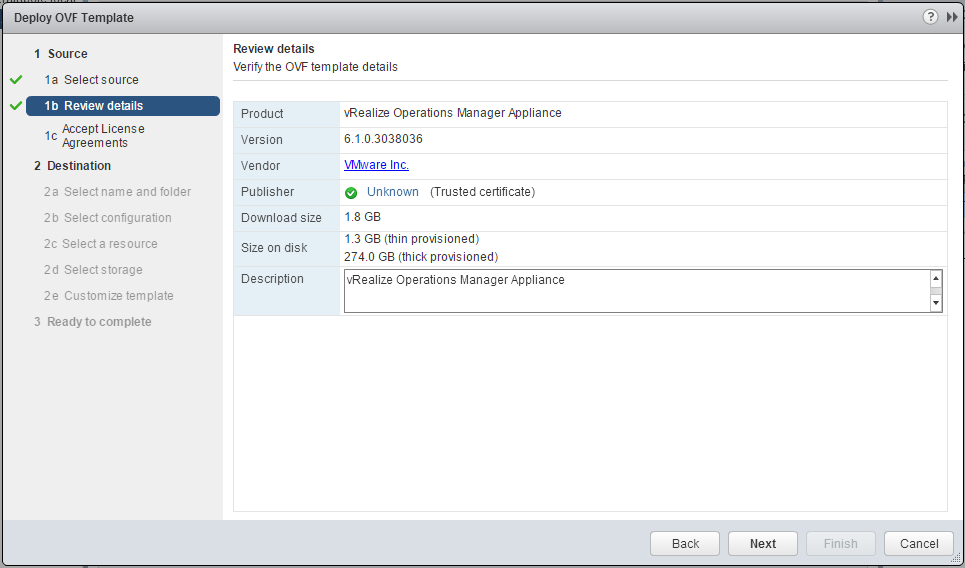 Deploy OVF Template
?
1 Source
1a Select source
1b Review details
1c Accept License
Agreements
2 Destination
2a Select name and folder
2b Select configuration
2c Select a resource
2d Select storage
2e Customize template
3 Ready to complete
Review details
Verify the OVF template details
Product vRealize Operations Manager Appliance
Version 6.1.0.3038036
Vendor VMware Inc.
Publisher Unknown (Trusted certificate)
Download size 1.8 GB
Size on disk 1.3 GB (thin provisioned)
274.0 GB (thick provisioned)
Description vRealize Operations Manager Appliance
Back Next Finish Cancel